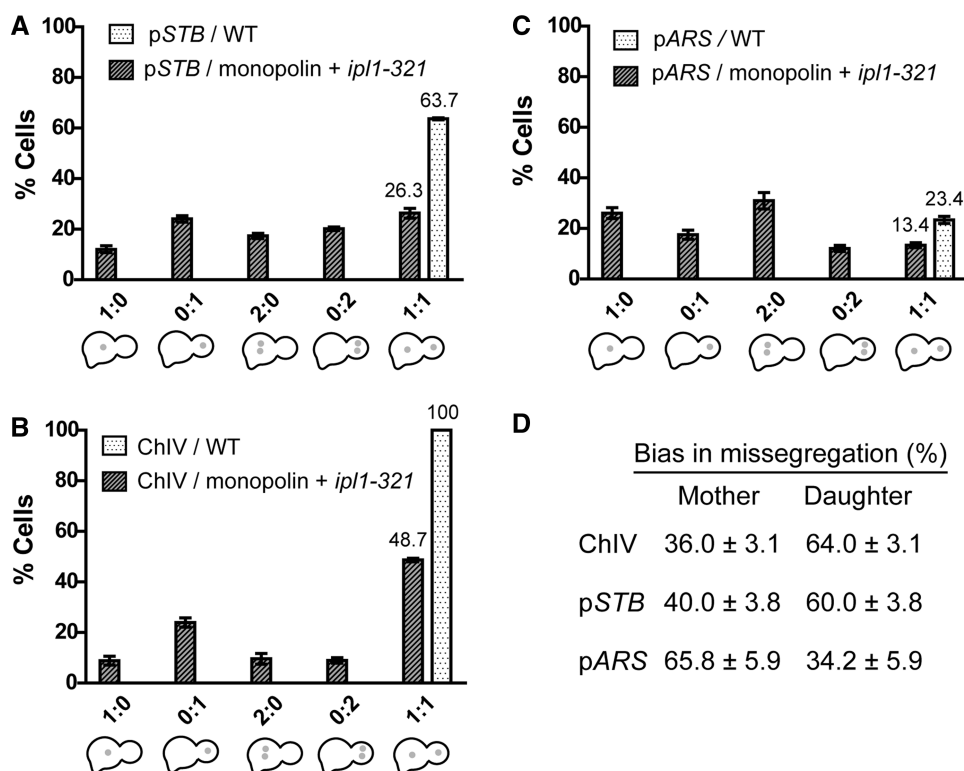 A
100
80
60
40
20
0
% Cells
pSTB / WT
pSTB / monopolin + ipl1-321
63.7
26.3
1:0 0:1 2:0 0:2 1:1
B
100
80
60
40
20
0
% Cells
ChIV / WT
ChIV / monopolin + ipl1-321
100
48.7
1:0 0:1 2:0 0:2 1:1
C
100
80
60
40
20
0
% Cells
pARS / WT
pARS / monopolin + ipl1-321
13.4 23.4
1:0 0:1 2:0 0:2 1:1
D
Bias in missegregation (%)
Mother Daughter
ChIV 36.0 ± 3.1 64.0 ± 3.1
pSTB 40.0 ± 3.8 60.0 ± 3.8
pARS 65.8 ± 5.9 34.2 ± 5.9